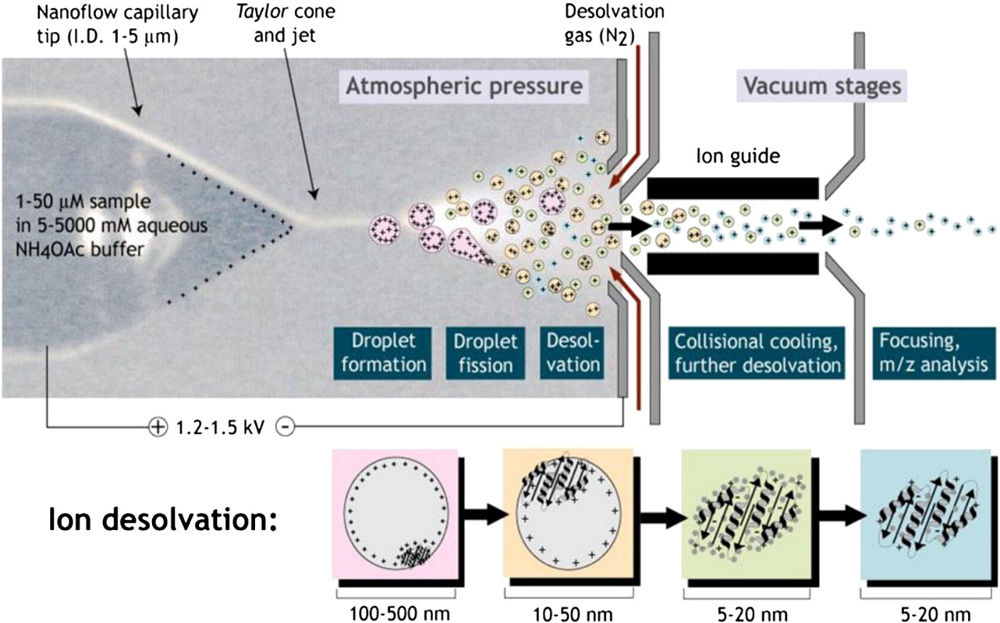 Nanoflow capillary
tip (I.D. 1-5 μm)
Taylor cone
and jet
Desolvation
gas (N2)
Atmospheric pressure
Vacuum stages
Ion guide
1-50 μM sample
in 5-5000 mM aqueous
NH4OAc buffer
Droplet
formation
Droplet
fission
Desol-
vation
Collisional cooling,
further desolvation
Focusing,
m/z analysis
+ 1.2-1.5 kV -
Ion desolvation:
100-500 nm
10-50 nm
5-20 nm
5-20 nm